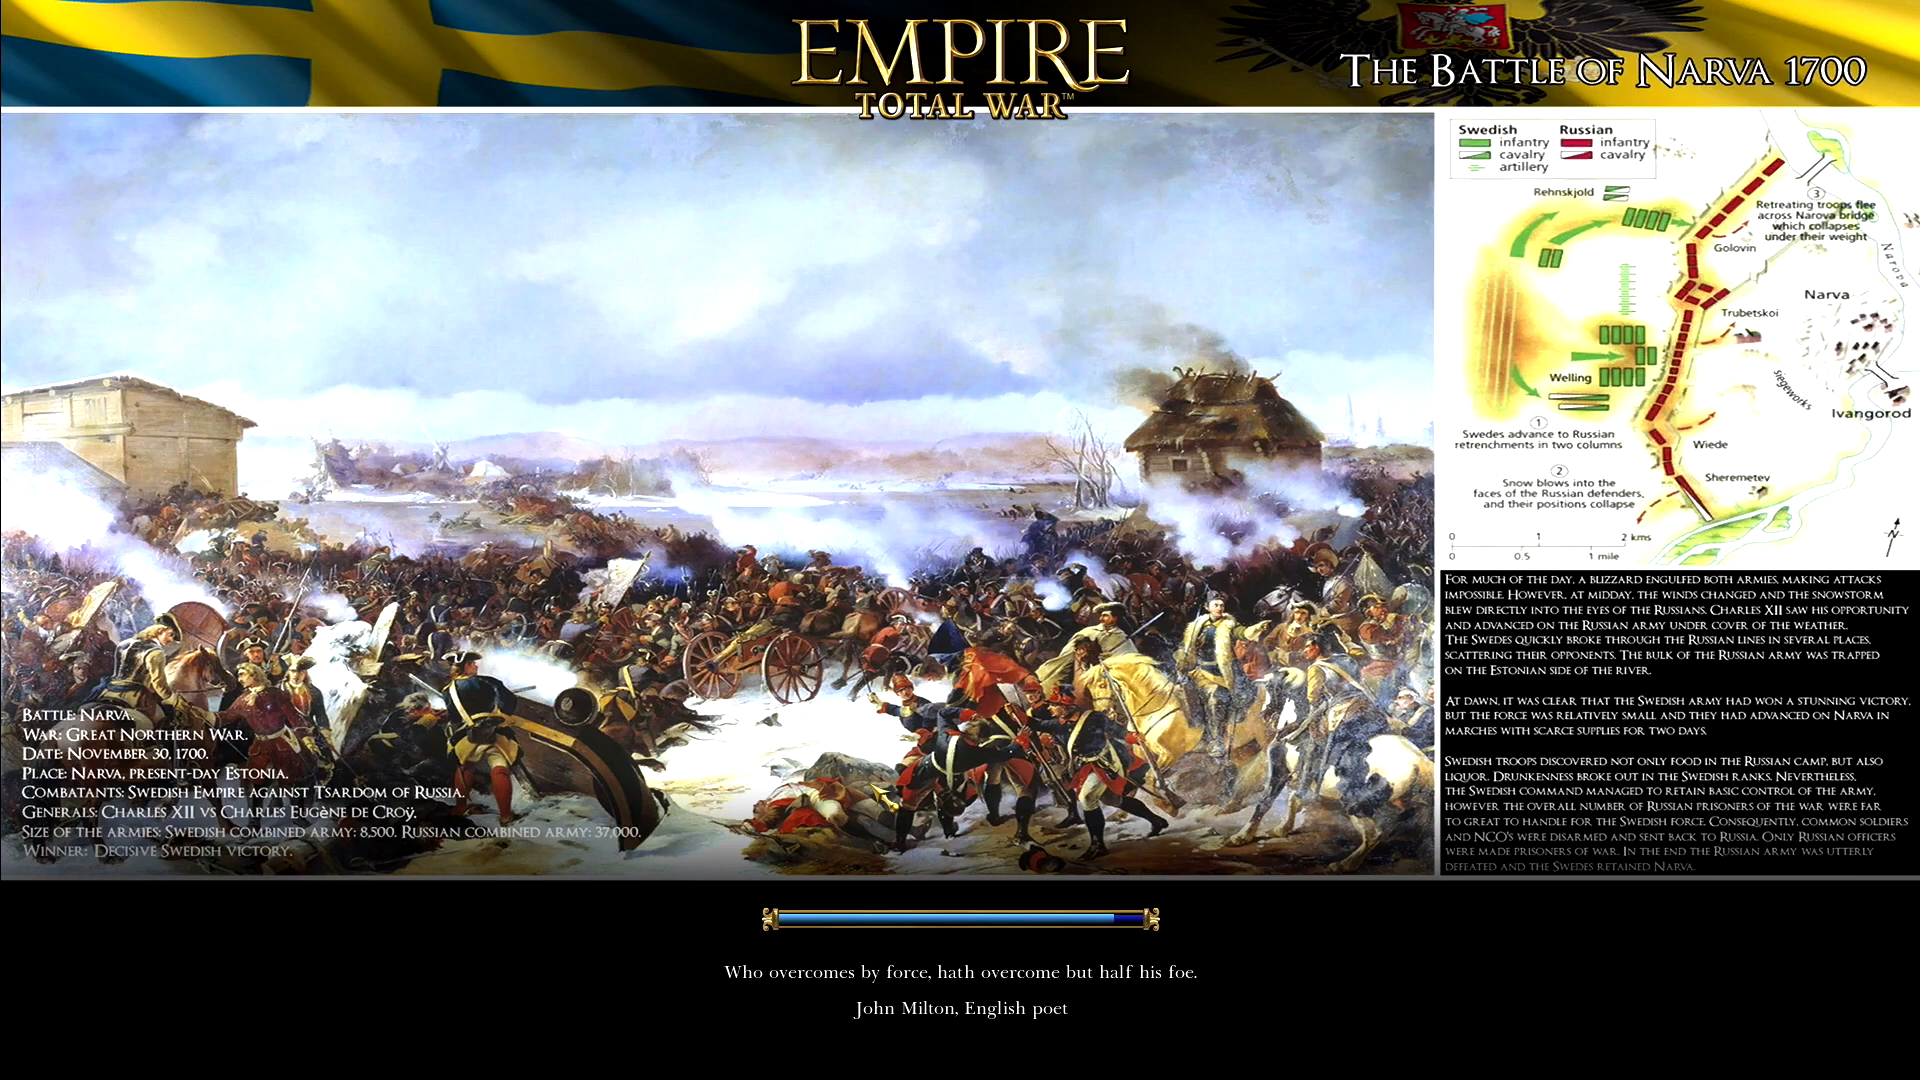 EMPIRE
TOTAL WAR™
THE BATTLE OF NARVA 1700
Swedish
infantry
cavalry
artillery
Russian
infantry
cavalry
Rehnskjold
3
Retreating troops flee
across Narova bridge
which collapses
under their weight
Golovin
Narova
Narva
Trubetskoi
siegeworks
Welling
Ivangorod
1
Swedes advance to Russian
retrenchments in two columns
Wiede
2
Snow blows into the
faces of the Russian defenders,
and their positions collapse
Sheremetev
0 1 2 kms
0 0.5 1 mile
N
BATTLE: NARVA.
WAR: GREAT NORTHERN WAR.
DATE: NOVEMBER 30, 1700.
PLACE: NARVA, PRESENT-DAY ESTONIA.
COMBATANTS: SWEDISH EMPIRE AGAINST TSARDOM OF RUSSIA.
GENERALS: CHARLES XII VS CHARLES EUGÈNE DE CROŸ.
SIZE OF THE ARMIES: SWEDISH COMBINED ARMY: 8,500. RUSSIAN COMBINED ARMY: 37,000.
WINNER: DECISIVE SWEDISH VICTORY.
FOR MUCH OF THE DAY, A BLIZZARD ENGULFED BOTH ARMIES, MAKING ATTACKS
IMPOSSIBLE. HOWEVER, AT MIDDAY, THE WINDS CHANGED AND THE SNOWSTORM
BLEW DIRECTLY INTO THE EYES OF THE RUSSIANS. CHARLES XII SAW HIS OPPORTUNITY
AND ADVANCED ON THE RUSSIAN ARMY UNDER COVER OF THE WEATHER.
THE SWEDES QUICKLY BROKE THROUGH THE RUSSIAN LINES IN SEVERAL PLACES,
SCATTERING THEIR OPPONENTS. THE BULK OF THE RUSSIAN ARMY WAS TRAPPED
ON THE ESTONIAN SIDE OF THE RIVER.
AT DAWN, IT WAS CLEAR THAT THE SWEDISH ARMY HAD WON A STUNNING VICTORY,
BUT THE FORCE WAS RELATIVELY SMALL AND THEY HAD ADVANCED ON NARVA IN
MARCHES WITH SCARCE SUPPLIES FOR TWO DAYS.
SWEDISH TROOPS DISCOVERED NOT ONLY FOOD IN THE RUSSIAN CAMP, BUT ALSO
LIQUOR. DRUNKENNESS BROKE OUT IN THE SWEDISH RANKS. NEVERTHELESS,
THE SWEDISH COMMAND MANAGED TO RETAIN BASIC CONTROL OF THE ARMY,
HOWEVER THE OVERALL NUMBER OF RUSSIAN PRISONERS OF THE WAR WERE FAR
TO GREAT TO HANDLE FOR THE SWEDISH FORCE. CONSEQUENTLY, COMMON SOLDIERS
AND NCO'S WERE DISARMED AND SENT BACK TO RUSSIA. ONLY RUSSIAN OFFICERS
WERE MADE PRISONERS OF WAR. IN THE END THE RUSSIAN ARMY WAS UTTERLY
DEFEATED AND THE SWEDES RETAINED NARVA.
Who overcomes by force, hath overcome but half his foe.
John Milton, English poet